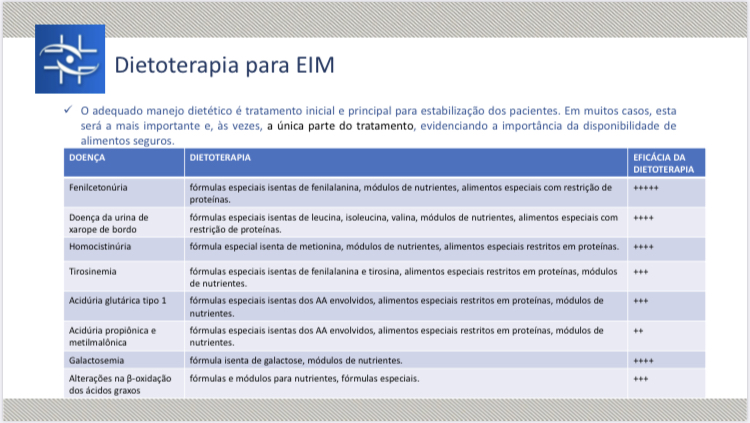 Dietoterapia para EIM
✓ O adequado manejo dietético é tratamento inicial e principal para estabilização dos pacientes. Em muitos casos, esta
será a mais importante e, às vezes, a única parte do tratamento, evidenciando a importância da disponibilidade de
alimentos seguros.
DOENÇA DIETOTERAPIA EFICÁCIA DA
DIETOTERAPIA
Fenilcetonúria fórmulas especiais isentas de fenilalanina, módulos de nutrientes, alimentos especiais com restrição de +++++
proteínas.
Doença da urina de fórmulas especiais isentas de leucina, isoleucina, valina, módulos de nutrientes, alimentos especiais com ++++
xarope de bordo restrição de proteínas.
Homocistinúria fórmula especial isenta de metionina, módulos de nutrientes, alimentos especiais restritos em proteínas. ++++
Tirosinemia fórmulas especiais isentas de fenilalanina e tirosina, alimentos especiais restritos em proteínas, módulos +++
de nutrientes.
Acidúria glutárica tipo 1 fórmulas especiais isentas dos AA envolvidos, alimentos especiais restritos em proteínas, módulos de +++
nutrientes.
Acidúria propiônica e fórmulas especiais isentas dos AA envolvidos, alimentos especiais restritos em proteínas, módulos de ++
metilmalônica nutrientes.
Galactosemia fórmula isenta de galactose, módulos de nutrientes. ++++
Alterações na β-oxidação fórmulas e módulos para nutrientes, fórmulas especiais. +++
dos ácidos graxos